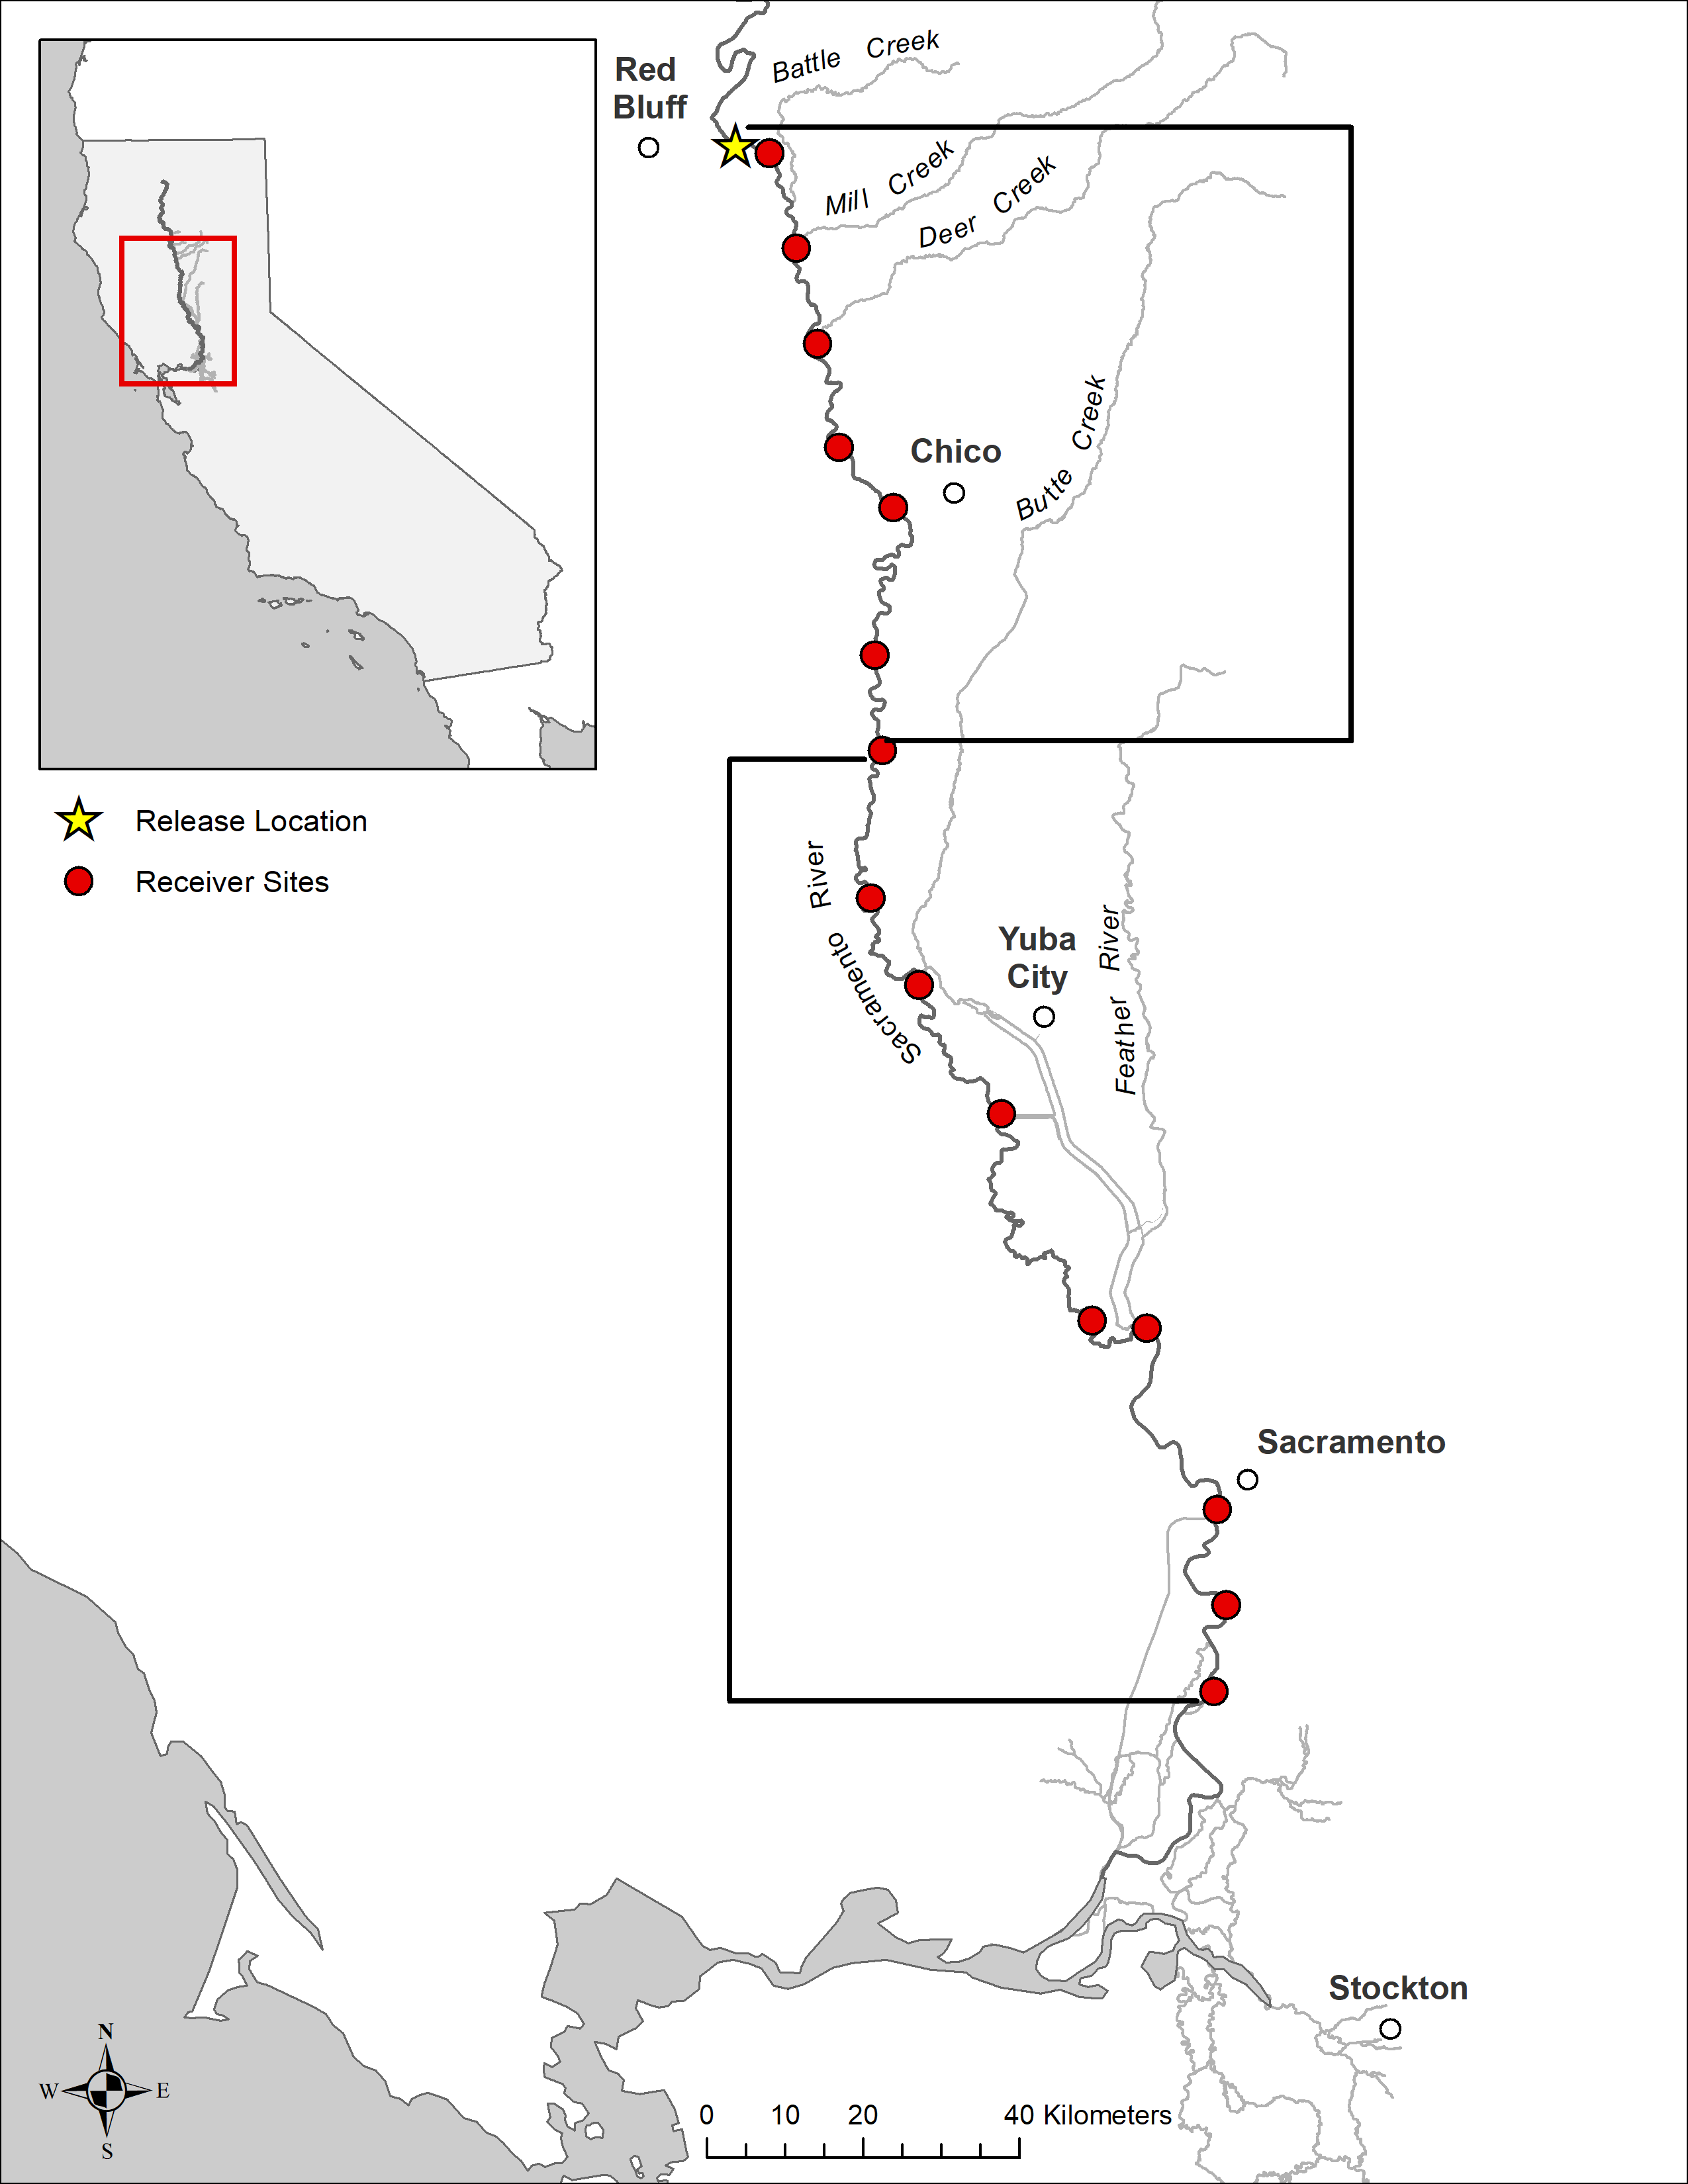 Red
Bluff
Battle Creek
Mill Creek
Deer Creek
Chico
Butte Creek
Release Location
Receiver Sites
Sacramento River
Yuba
City
Feather River
Sacramento
Stockton
N
W E
S
0 10 20 40 Kilometers